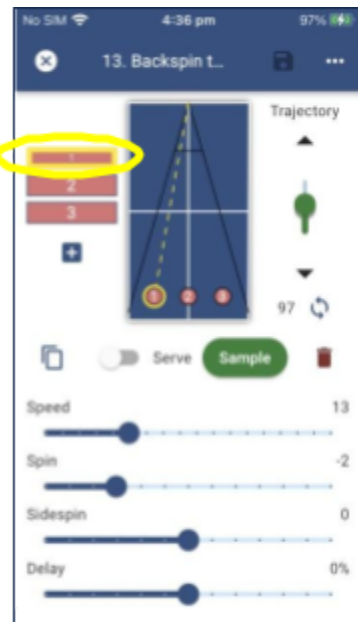 No SIM 4:36 pm 97%
13. Backspin t...
Trajectory
1
2
3
1 2 3
97
Serve Sample
Speed 13
Spin -2
Sidespin 0
Delay 0%